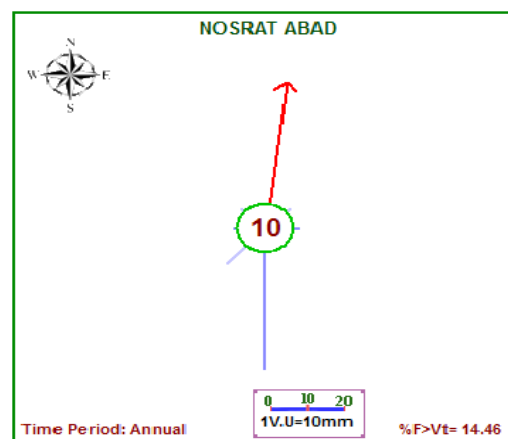 NOSRAT ABAD
N
W E
S
10
0 10 20
1V.U=10mm
Time Period: Annual
%F>Vt= 14.46